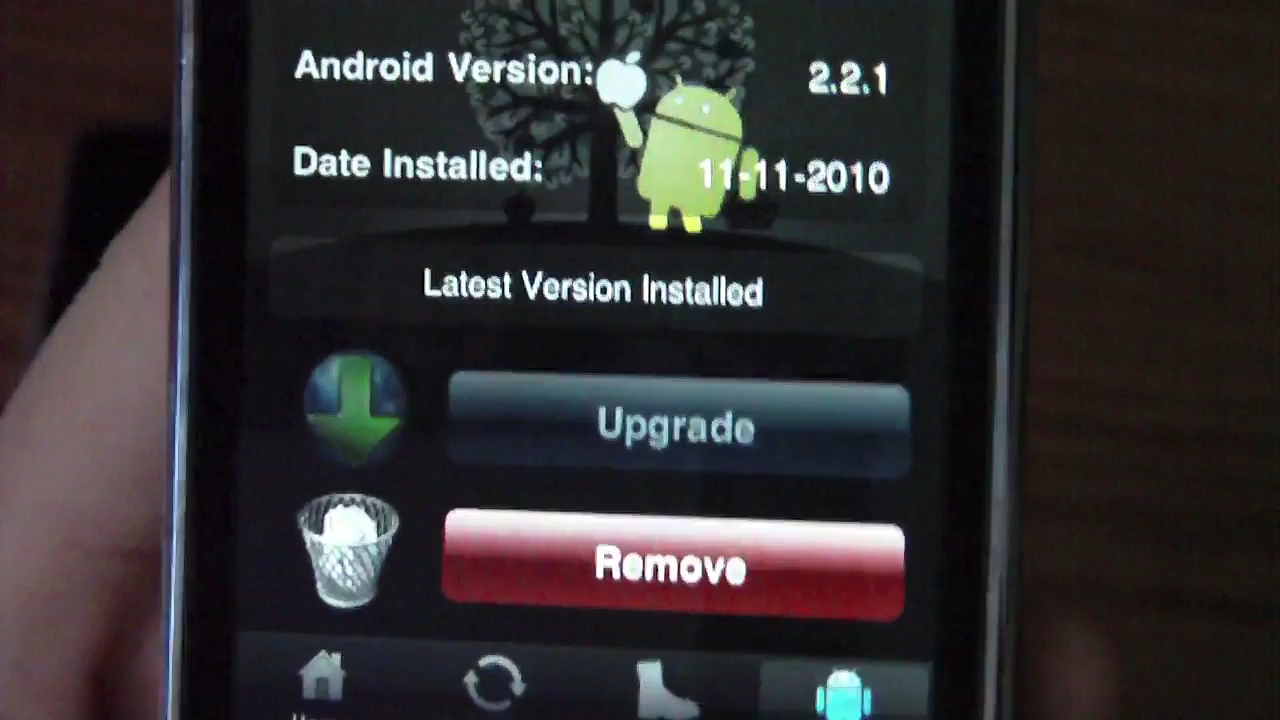 Android Version: 2.2.1
Date Installed: 11-11-2010
Latest Version Installed
Upgrade
Remove